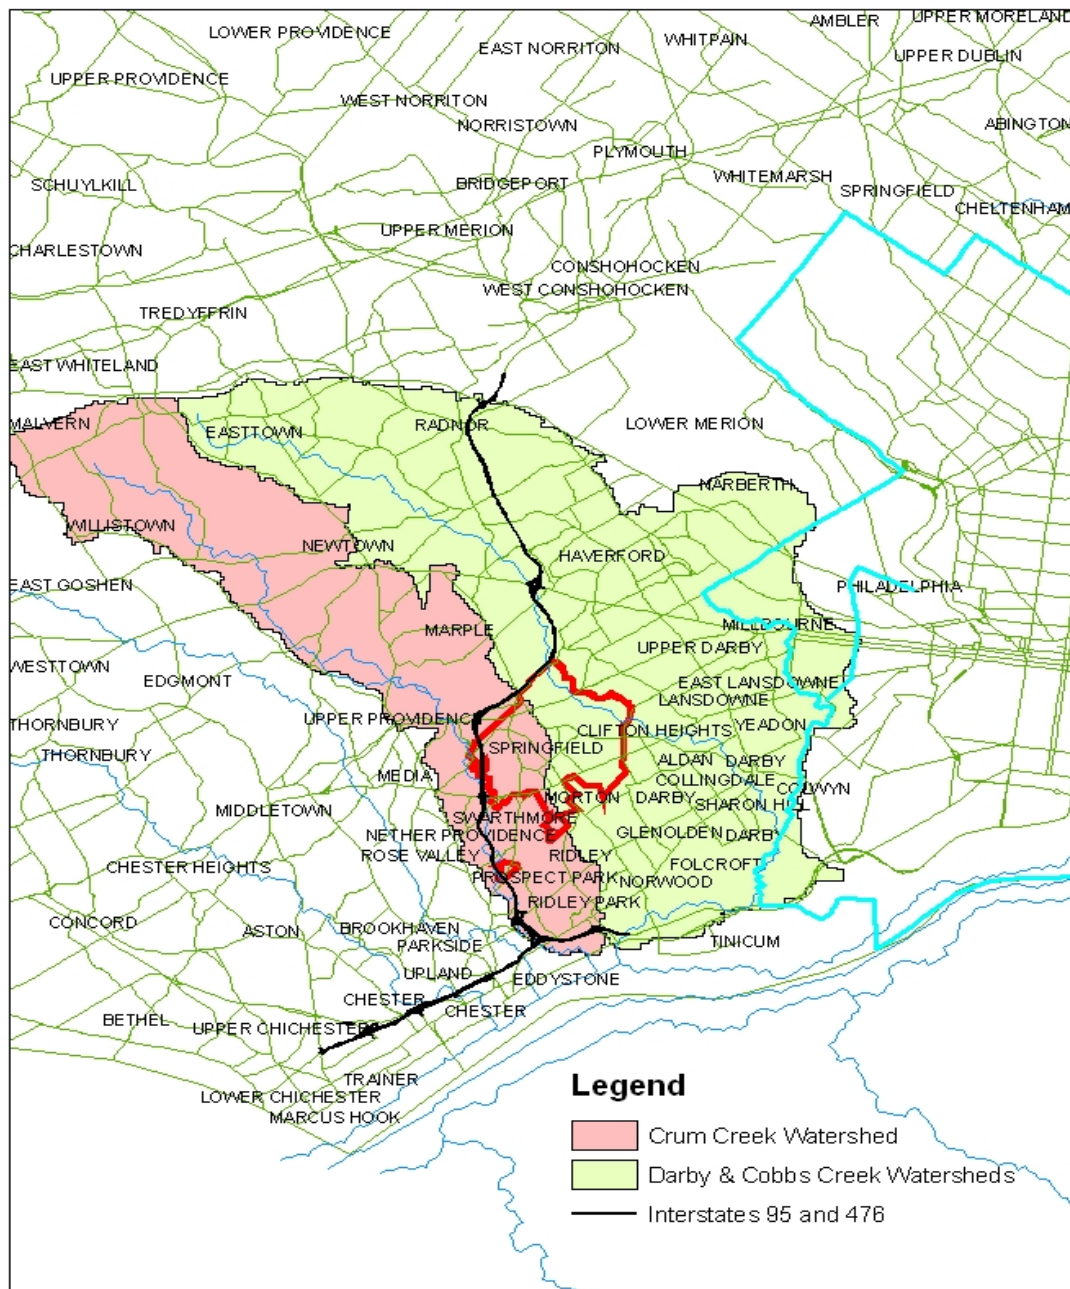 AMBLER
UPPER MORELAND
LOWER PROVIDENCE
WHITPAIN
EAST NORRITON
UPPER DUBLIN
UPPER PROVIDENCE
WEST NORRITON
NORRISTOWN
ABINGTON
PLYMOUTH
WHITEMARSH
SCHUYLKILL
BRIDGEPORT
SPRINGFIELD
CHELTENHAM
UPPER MERION
CHARLESTOWN
CONSHOHOCKEN
WEST CONSHOHOCKEN
TREDYFFRIN
EAST WHITELAND
MALVERN
RADNOR
LOWER MERION
EASTTOWN
NARBERTH
WILLISTOWN
NEWTOWN
HAVERFORD
EAST GOSHEN
PHILADELPHIA
MARPLE
MILLBOURNE
UPPER DARBY
WESTTOWN
EDGMONT
EAST LANSDOWNE
LANSDOWNE
UPPER PROVIDENCE
THORNBURY
CLIFTON HEIGHTS
YEADON
SPRINGFIELD
THORNBURY
ALDAN
DARBY
MEDIA
COLLINGDALE
COLWYN
MORTON
DARBY
SHARON HILL
MIDDLETOWN
SWARTHMORE
NETHER PROVIDENCE
GLENOLDEN
DARBY
ROSE VALLEY
RIDLEY
FOLCROFT
CHESTER HEIGHTS
PROSPECT PARK
NORWOOD
RIDLEY PARK
CONCORD
ASTON
BROOKHAVEN
PARKSIDE
TINICUM
UPLAND
EDDYSTONE
CHESTER
CHESTER
BETHEL
UPPER CHICHESTER
TRAINER
LOWER CHICHESTER
MARCUS HOOK
Legend
Crum Creek Watershed
Darby & Cobbs Creek Watersheds
Interstates 95 and 476